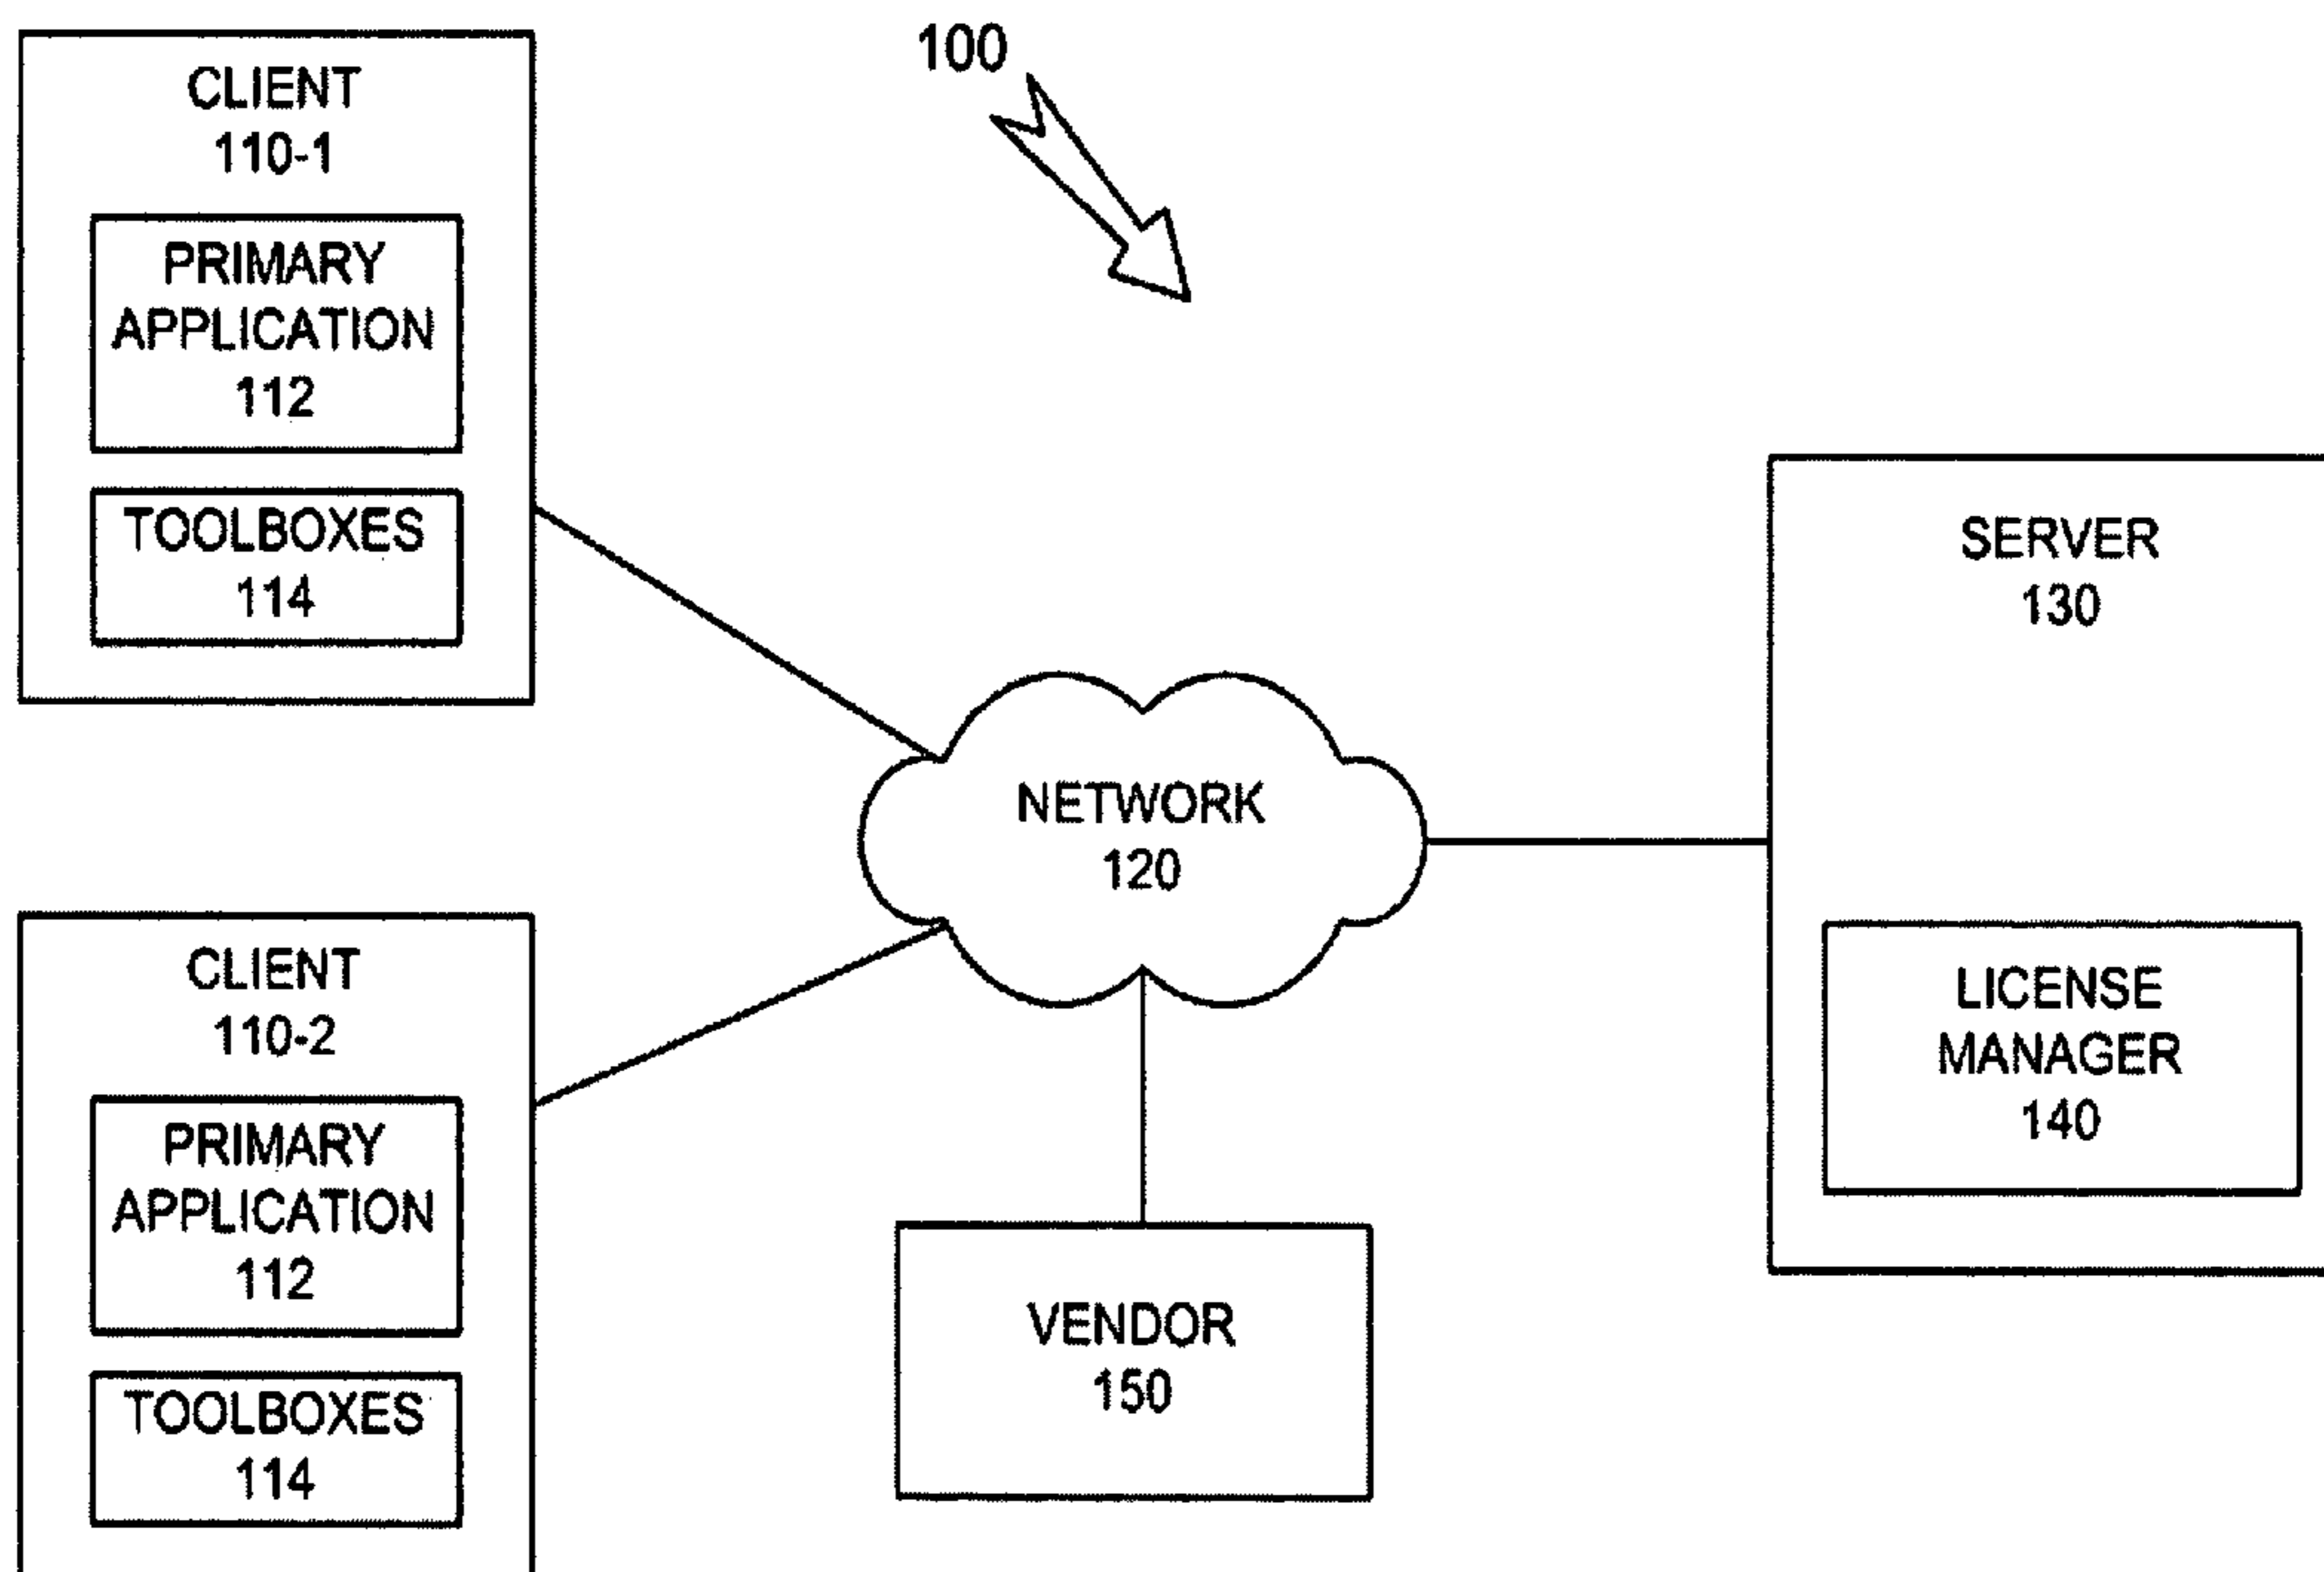 100
CLIENT
110-1
PRIMARY
APPLICATION
112
TOOLBOXES
114
SERVER
130
NETWORK
120
LICENSE
MANAGER
140
CLIENT
110-2
PRIMARY
APPLICATION
112
TOOLBOXES
114
VENDOR
150